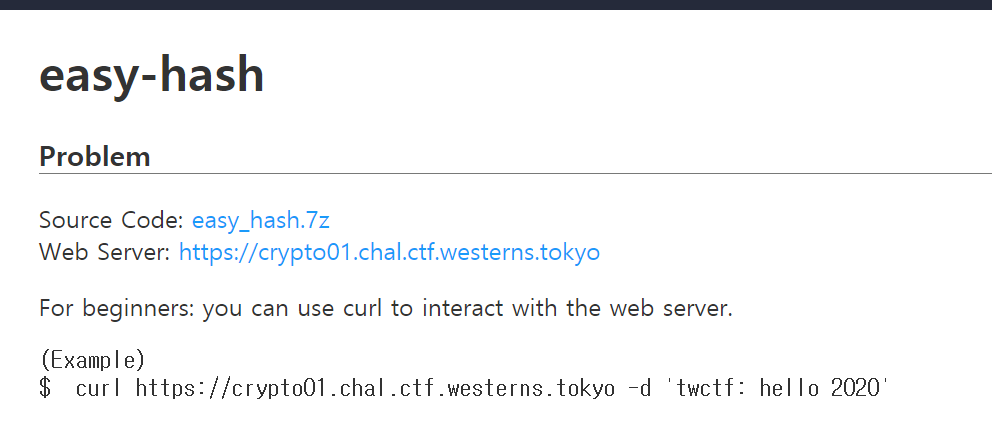 easy-hash
Problem
Source Code: easy_hash.7z
Web Server: https://crypto01.chal.ctf.westerns.tokyo
For beginners: you can use curl to interact with the web server.
(Example)
$ curl https://crypto01.chal.ctf.westerns.tokyo -d 'twctf: hello 2020'